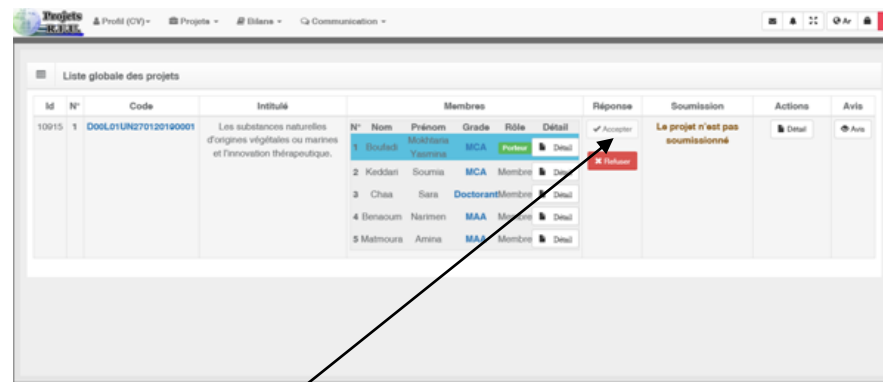 Projets
R.F.U.
Profil (CV)
Projets
Bilans
Communication
Ar
Liste globale des projets
Id N° Code Intitulé Membres Réponse Soumission Actions Avis
10915 1 D00L01UN270120190001 Les substances naturelles d'origines végétales ou marines et l'innovation thérapeutique.
N° Nom Prénom Grade Rôle Détail
1 Boufadi Mokhtaria Yasmina MCA Porteur Détail
2 Keddari Soumia MCA Membre Détail
3 Chaa Sara Doctorant Membre Détail
4 Benaoum Narimen MAA Membre Détail
5 Matmoura Amina MAA Membre Détail
Accepter
Refuser
Le projet n'est pas soumissionné
Détail
Avis